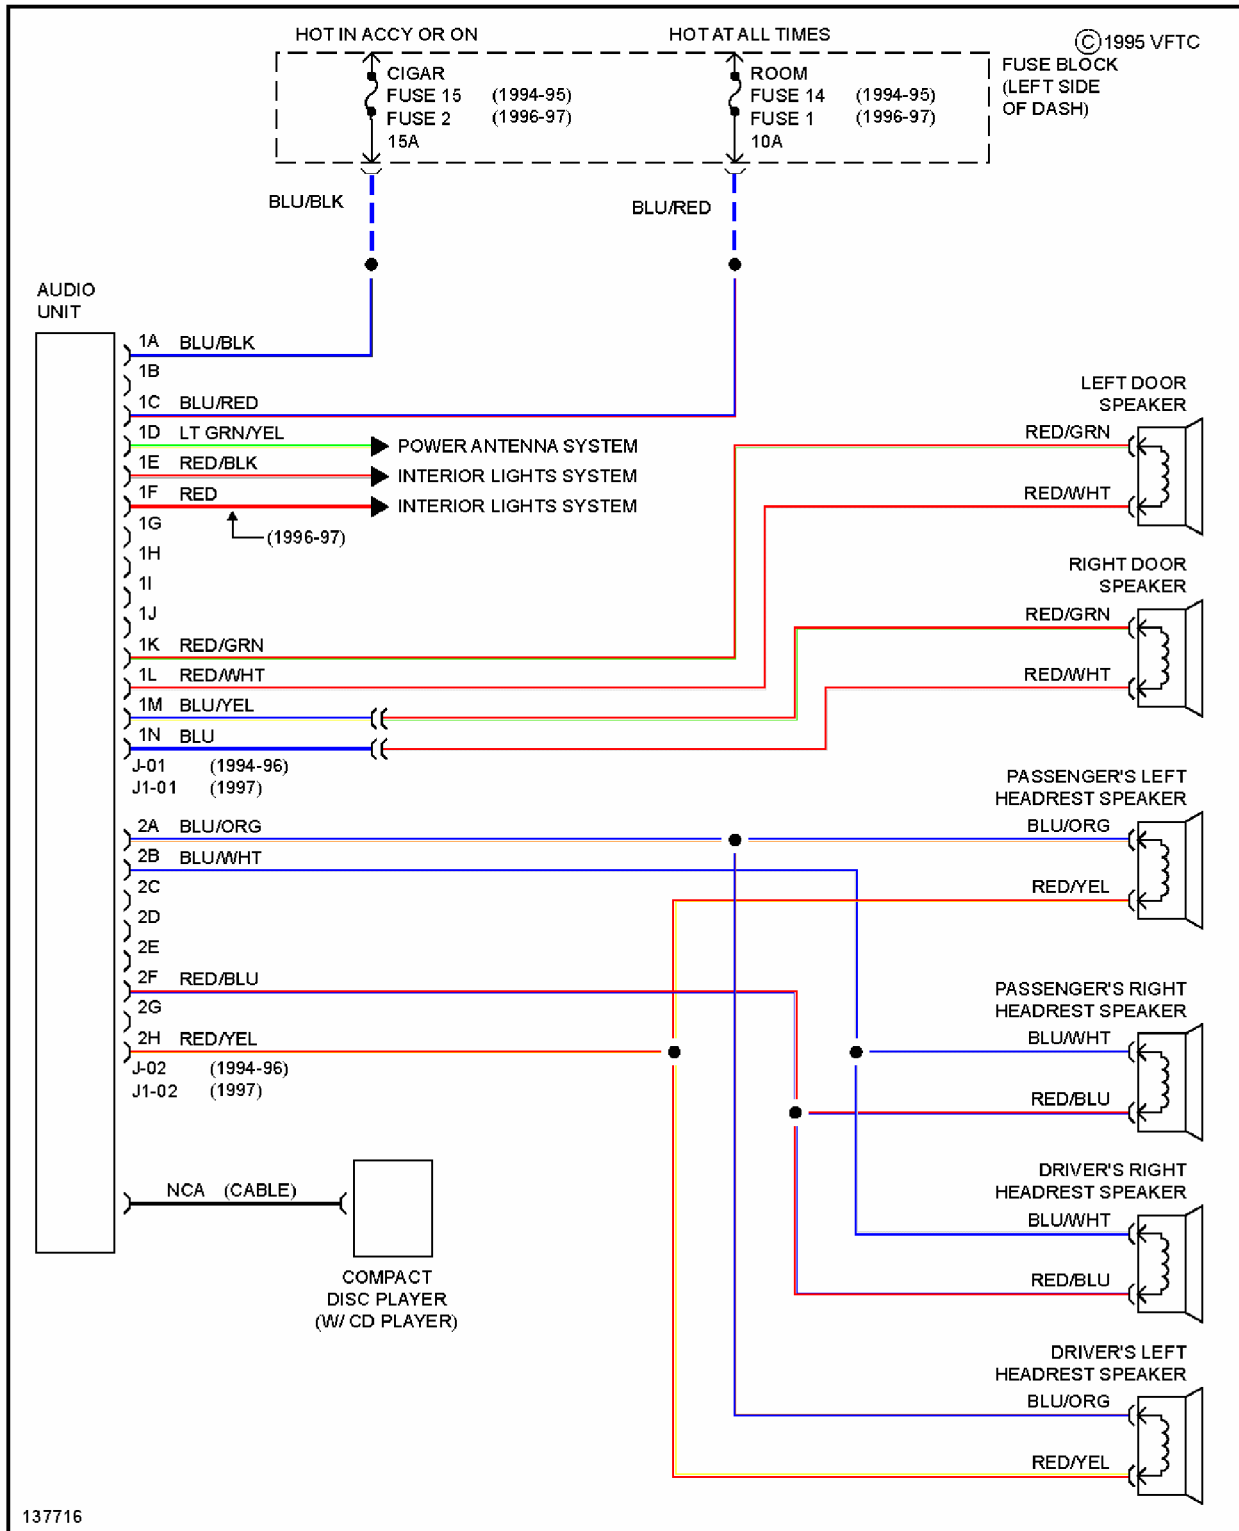 HOT IN ACCY OR ON
HOT AT ALL TIMES
© 1995 VFTC
CIGAR
FUSE 15 (1994-95)
FUSE 2 (1996-97)
15A
ROOM
FUSE 14 (1994-95)
FUSE 1 (1996-97)
10A
FUSE BLOCK
(LEFT SIDE
OF DASH)
BLU/BLK
BLU/RED
AUDIO
UNIT
1A BLU/BLK
1B
1C BLU/RED
1D LT GRN/YEL
POWER ANTENNA SYSTEM
1E RED/BLK
INTERIOR LIGHTS SYSTEM
1F RED
INTERIOR LIGHTS SYSTEM
1G
(1996-97)
1H
1I
1J
1K RED/GRN
1L RED/WHT
1M BLU/YEL
1N BLU
J-01 (1994-96)
J1-01 (1997)
2A BLU/ORG
2B BLU/WHT
2C
2D
2E
2F RED/BLU
2G
2H RED/YEL
J-02 (1994-96)
J1-02 (1997)
NCA (CABLE)
COMPACT
DISC PLAYER
(W/ CD PLAYER)
LEFT DOOR
SPEAKER
RED/GRN
RED/WHT
RIGHT DOOR
SPEAKER
RED/GRN
RED/WHT
PASSENGER'S LEFT
HEADREST SPEAKER
BLU/ORG
RED/YEL
PASSENGER'S RIGHT
HEADREST SPEAKER
BLU/WHT
RED/BLU
DRIVER'S RIGHT
HEADREST SPEAKER
BLU/WHT
RED/BLU
DRIVER'S LEFT
HEADREST SPEAKER
BLU/ORG
RED/YEL
137716